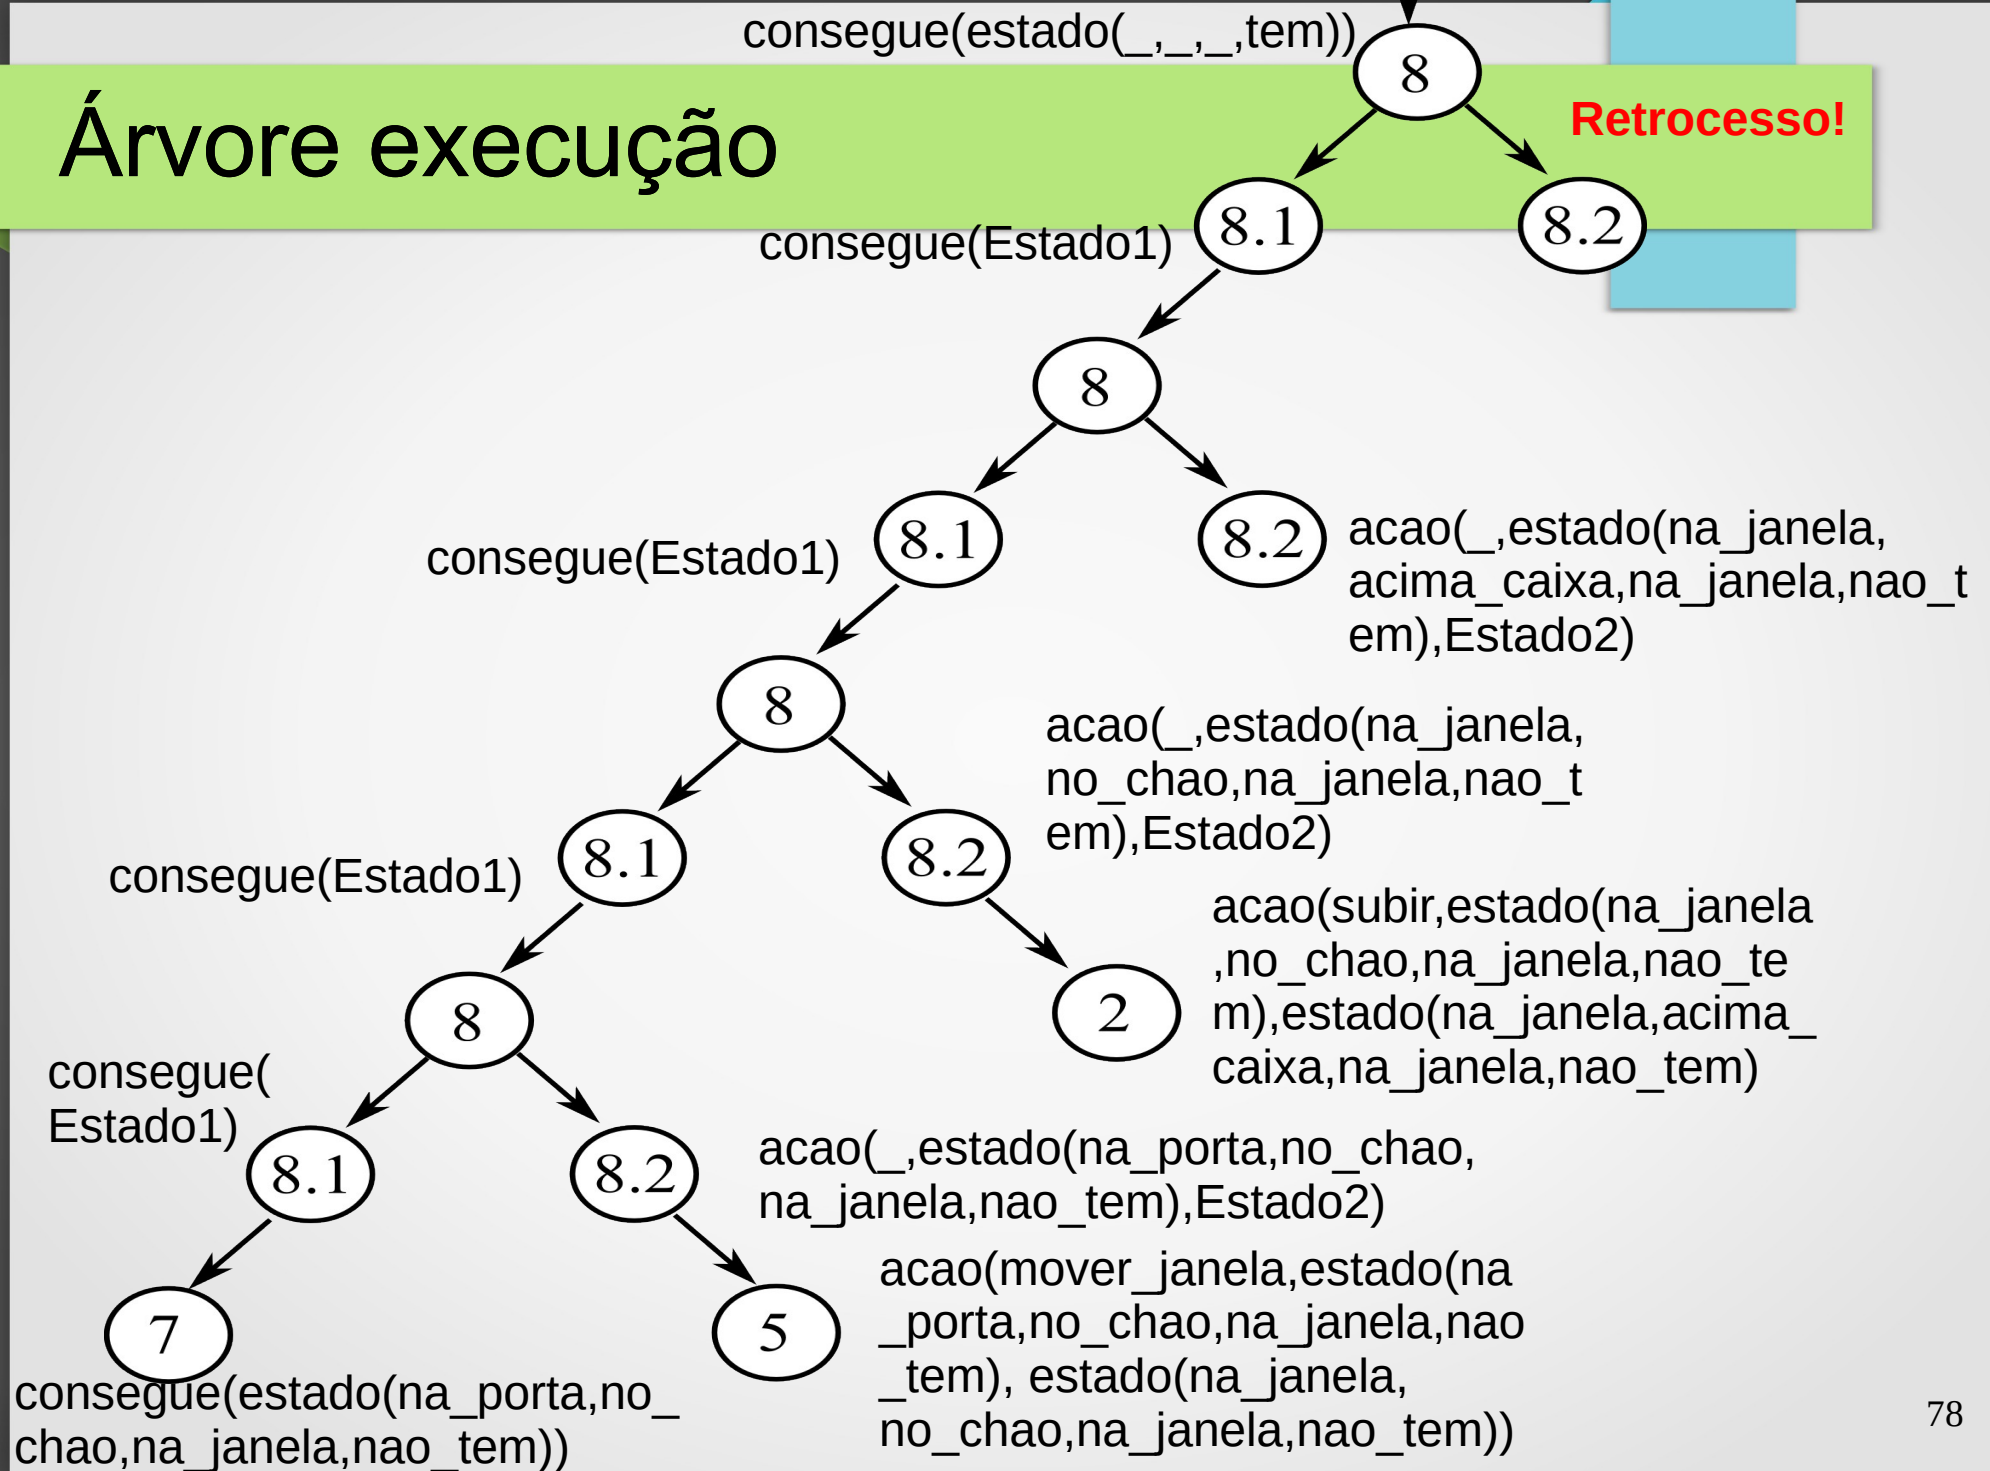 consegue(estado(_,_,_,tem))
8
Árvore execução
Retrocesso!
8.1
8.2
consegue(Estado1)
8
consegue(Estado1)
8.1
8.2
acao(_,estado(na_janela,
acima_caixa,na_janela,nao_t
em),Estado2)
8
acao(_,estado(na_janela,
no_chao,na_janela,nao_t
em),Estado2)
consegue(Estado1)
8.1
8.2
acao(subir,estado(na_janela
,no_chao,na_janela,nao_te
m),estado(na_janela,acima_
caixa,na_janela,nao_tem)
8
2
consegue(
Estado1)
8.1
8.2
acao(_,estado(na_porta,no_chao,
na_janela,nao_tem),Estado2)
7
5
acao(mover_janela,estado(na
_porta,no_chao,na_janela,nao
_tem), estado(na_janela,
no_chao,na_janela,nao_tem))
consegue(estado(na_porta,no_
chao,na_janela,nao_tem))
78